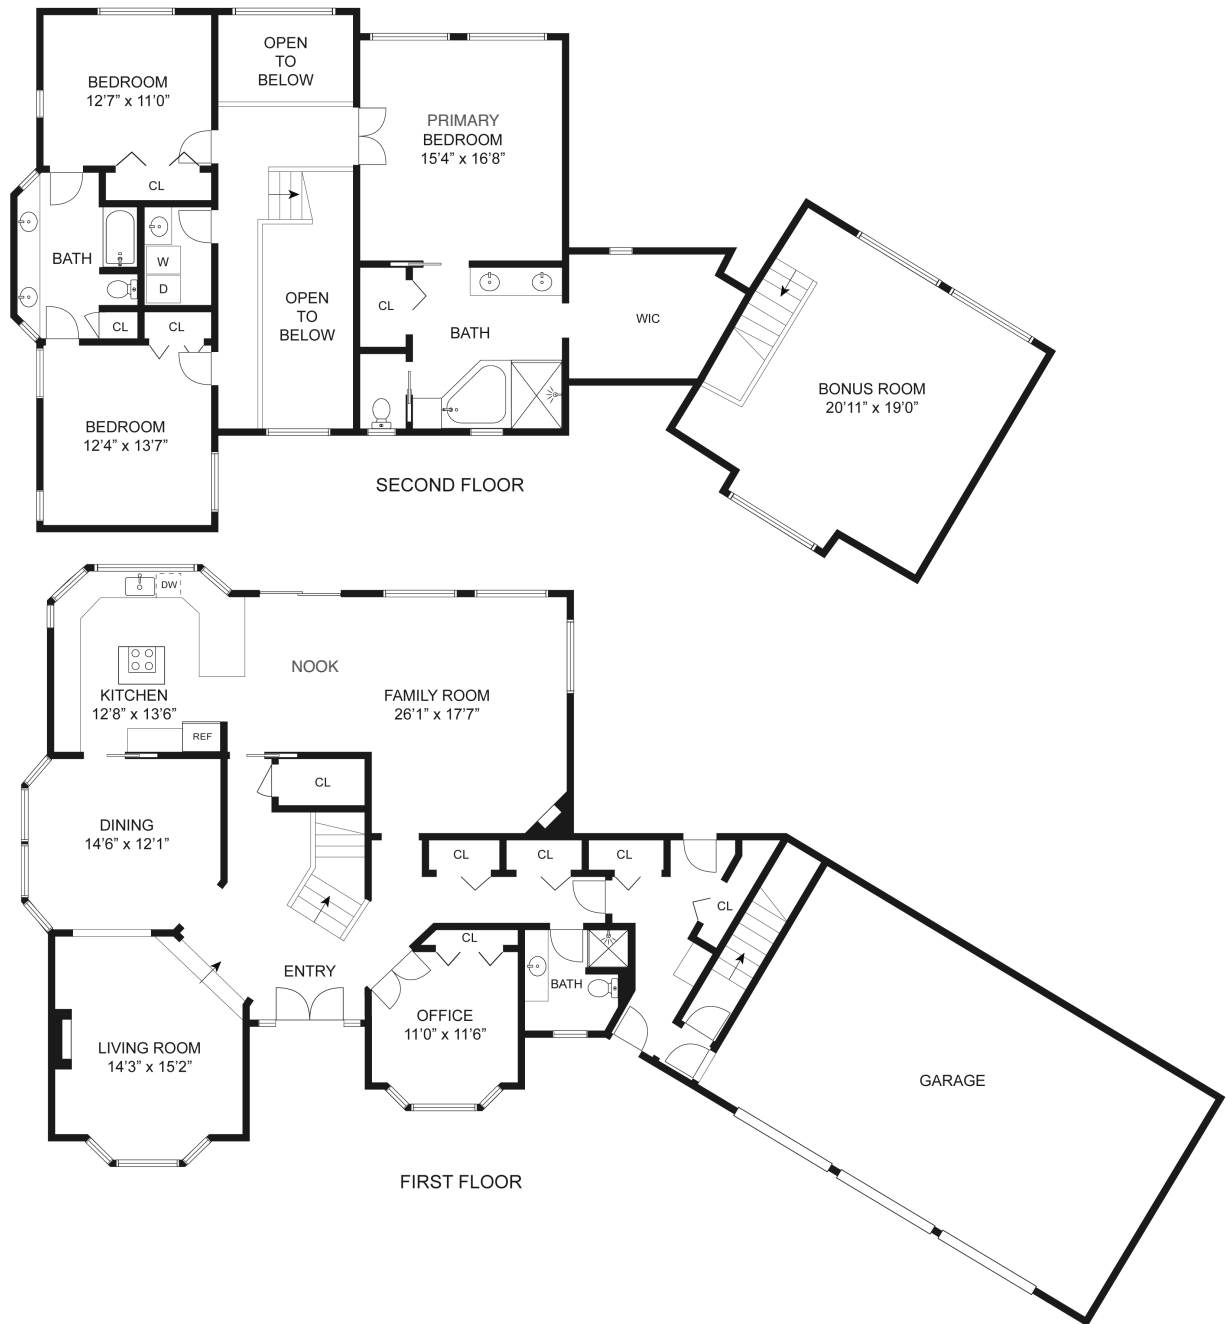 OPEN
TO
BELOW
BEDROOM
12'7" x 11'0"
PRIMARY
BEDROOM
15'4" x 16'8"
CL
BATH
W
D
CL
CL
OPEN
TO
BELOW
CL
BATH
WIC
BONUS ROOM
20'11" x 19'0"
BEDROOM
12'4" x 13'7"
SECOND FLOOR
DW
NOOK
KITCHEN
12'8" x 13'6"
REF
FAMILY ROOM
26'1" x 17'7"
CL
DINING
14'6" x 12'1"
CL
CL
CL
CL
CL
ENTRY
BATH
OFFICE
11'0" x 11'6"
LIVING ROOM
14'3" x 15'2"
GARAGE
FIRST FLOOR